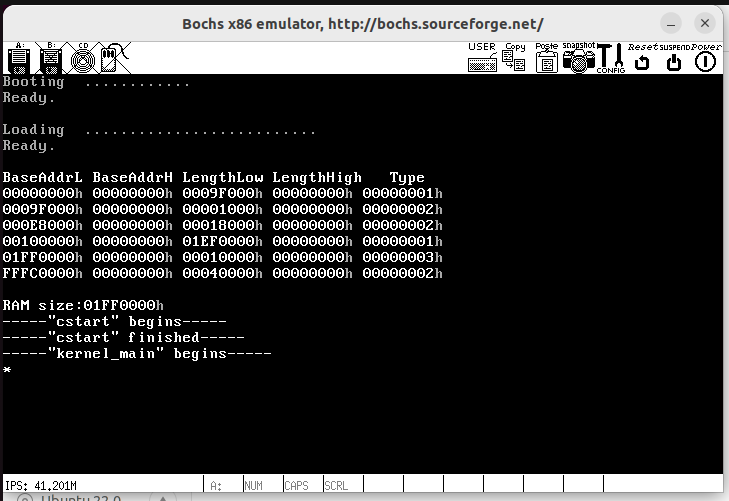 Bochs x86 emulator, http://bochs.sourceforge.net/
A: B: CD USER Copy Paste snapshot CONFIG Reset SUSPEND Power
Booting ............
Ready.
Loading ..........................
Ready.
BaseAddrL BaseAddrH LengthLow LengthHigh Type
00000000h 00000000h 0009F000h 00000000h 00000001h
0009F000h 00000000h 00001000h 00000000h 00000002h
000E8000h 00000000h 00018000h 00000000h 00000002h
00100000h 00000000h 01EF0000h 00000000h 00000001h
01FF0000h 00000000h 00010000h 00000000h 00000003h
FFFC0000h 00000000h 00040000h 00000000h 00000002h
RAM size:01FF0000h
-----"cstart" begins-----
-----"cstart" finished-----
-----"kernel_main" begins-----
*
IPS: 41.201M A: NUM CAPS SCRL